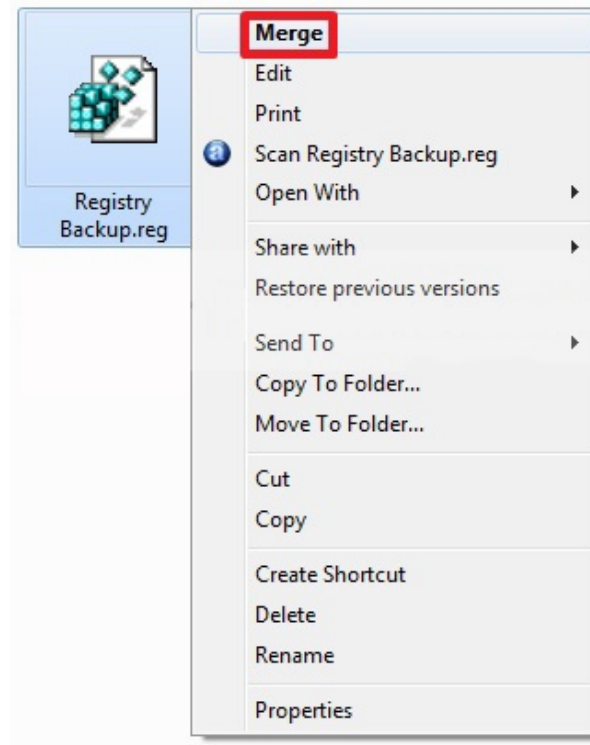 Registry
Backup.reg
Merge
Edit
Print
Scan Registry Backup.reg
Open With
Share with
Restore previous versions
Send To
Copy To Folder...
Move To Folder...
Cut
Copy
Create Shortcut
Delete
Rename
Properties